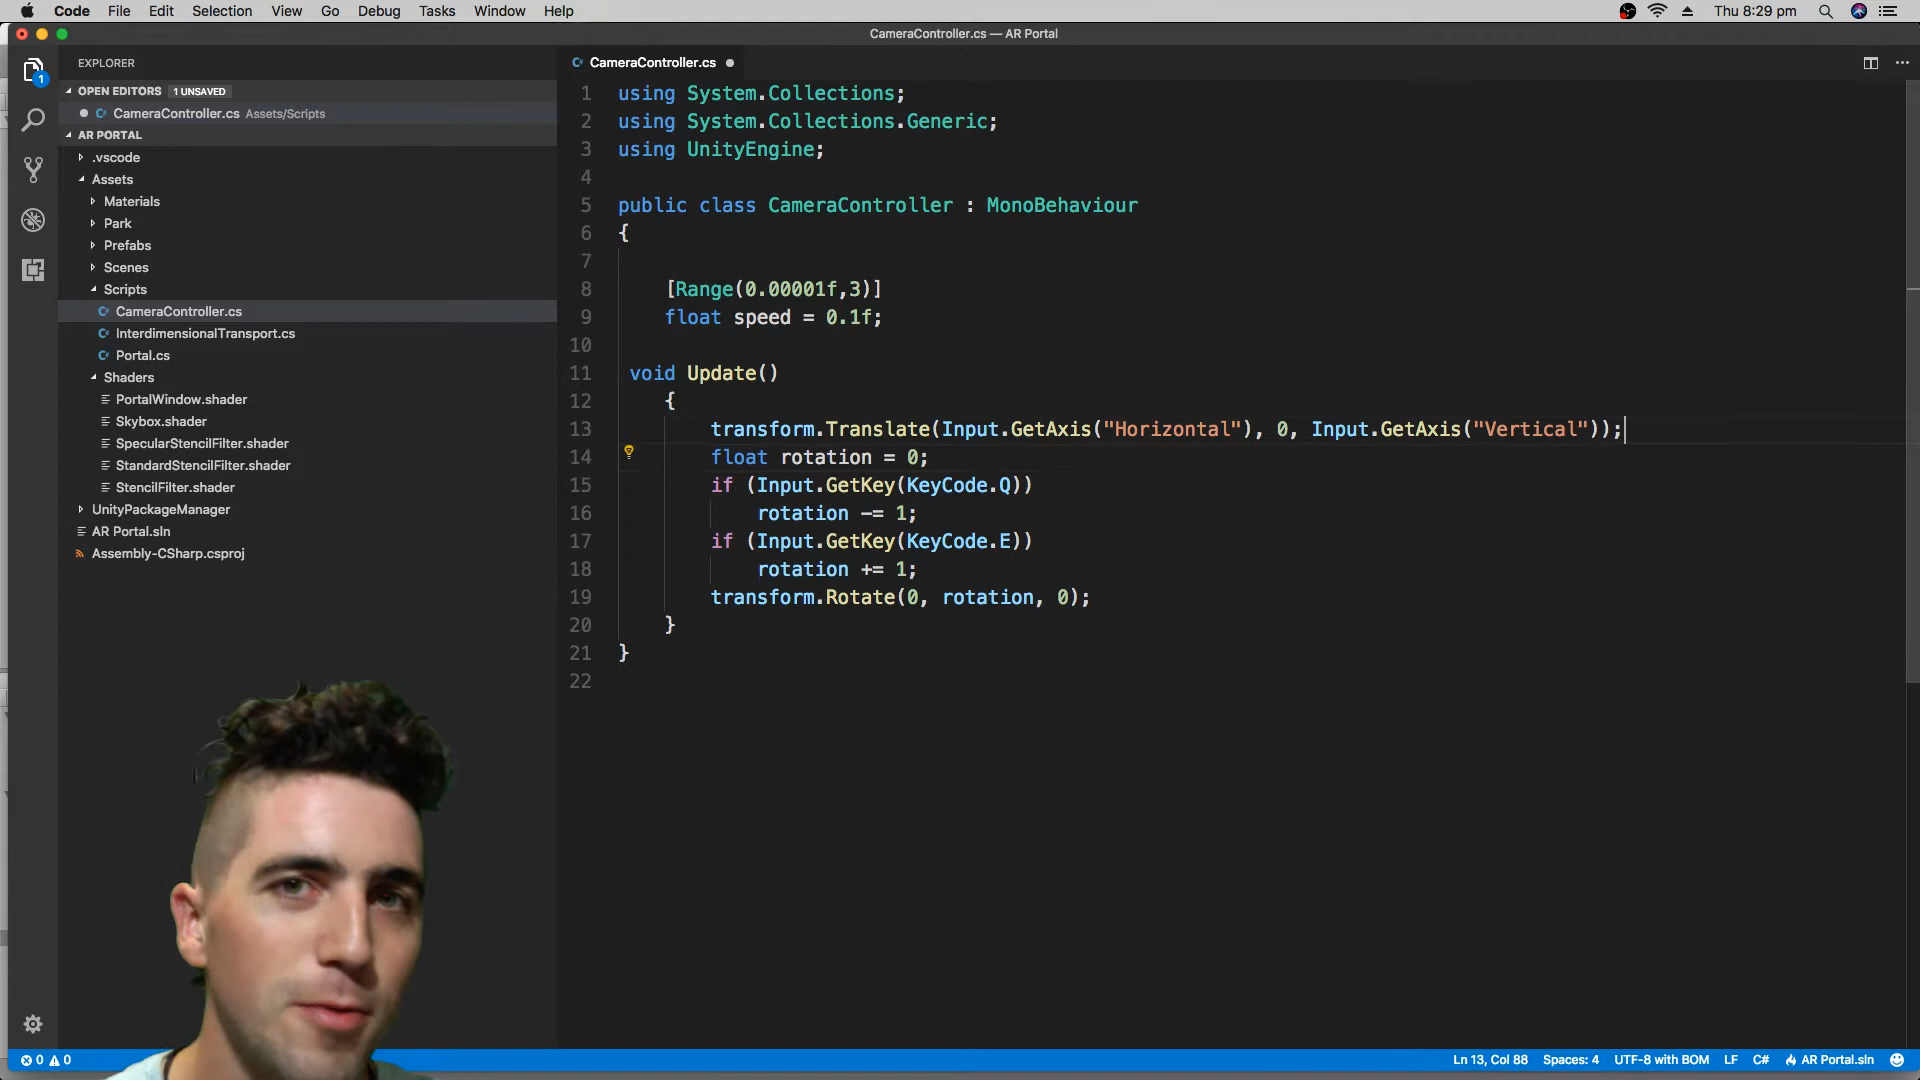 Code File Edit Selection View Go Debug Tasks Window Help Thu 8:29 pm
CameraController.cs — AR Portal
EXPLORER
OPEN EDITORS 1 UNSAVED
CameraController.cs Assets/Scripts
AR PORTAL
.vscode
Assets
Materials
Park
Prefabs
Scenes
Scripts
CameraController.cs
InterdimensionalTransport.cs
Portal.cs
Shaders
PortalWindow.shader
Skybox.shader
SpecularStencilFilter.shader
StandardStencilFilter.shader
StencilFilter.shader
UnityPackageManager
AR Portal.sln
Assembly-CSharp.csproj
1
CameraController.cs
1 using System.Collections;
2 using System.Collections.Generic;
3 using UnityEngine;
4
5 public class CameraController : MonoBehaviour
6 {
7
8 [Range(0.00001f,3)]
9 float speed = 0.1f;
10
11 void Update()
12 {
13 transform.Translate(Input.GetAxis("Horizontal"), 0, Input.GetAxis("Vertical"));
14 float rotation = 0;
15 if (Input.GetKey(KeyCode.Q))
16 rotation -= 1;
17 if (Input.GetKey(KeyCode.E))
18 rotation += 1;
19 transform.Rotate(0, rotation, 0);
20 }
21 }
22
0 0 Ln 13, Col 88 Spaces: 4 UTF-8 with BOM LF C# AR Portal.sln